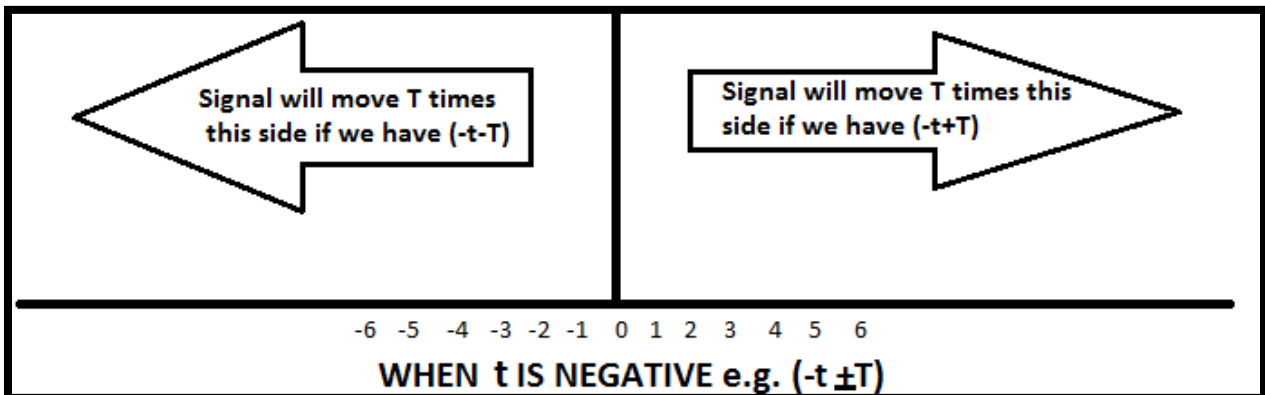 Signal will move T times
this side if we have (-t-T)
Signal will move T times this
side if we have (-t+T)
-6 -5 -4 -3 -2 -1 0 1 2 3 4 5 6
WHEN t IS NEGATIVE e.g. (-t ±T)